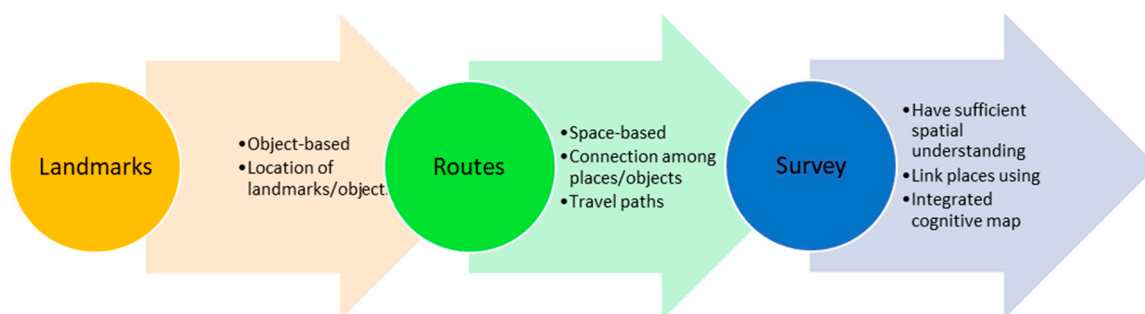 Landmarks
•Object-based
•Location of
landmarks/object
Routes
•Space-based
•Connection among
places/objects
•Travel paths
Survey
•Have sufficient
spatial
understanding
•Link places using
•Integrated
cognitive map